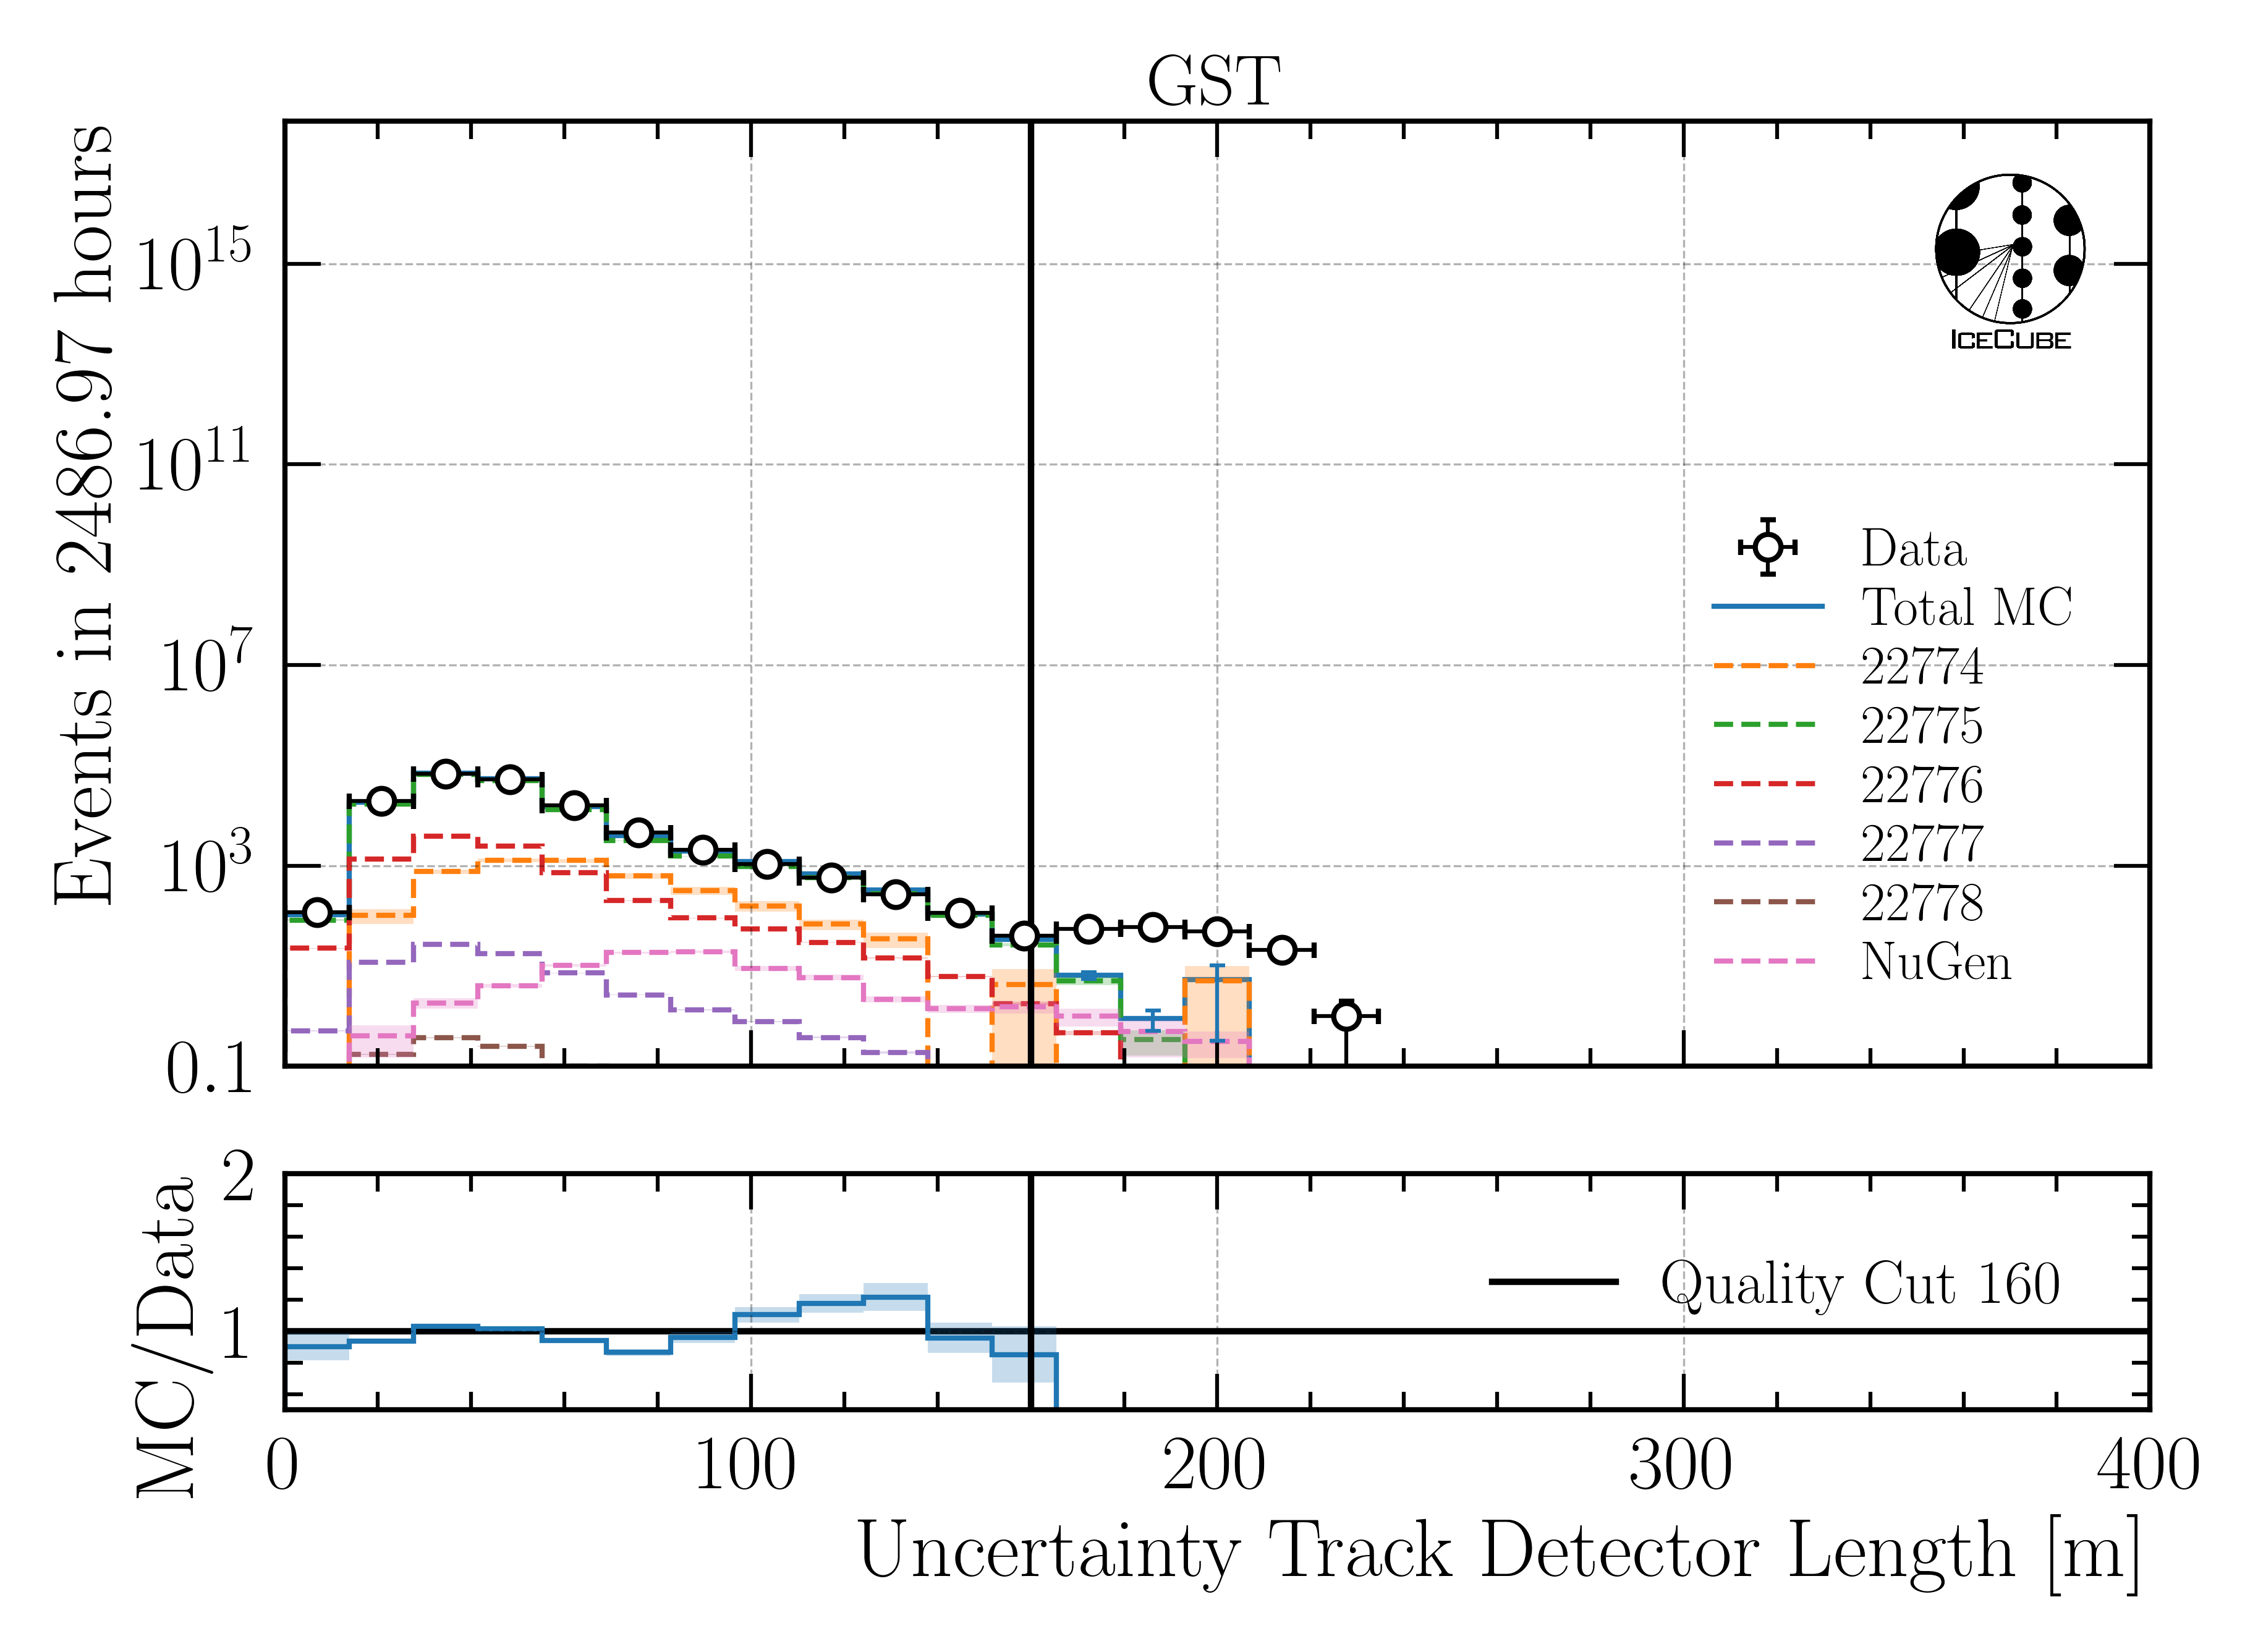 GST
Events in 2486.97 hours
10^15
10^11
10^7
10^3
0.1
ICECUBE
Data
Total MC
22774
22775
22776
22777
22778
NuGen
MC/Data
2
1
Quality Cut 160
0 100 200 300 400
Uncertainty Track Detector Length [m]